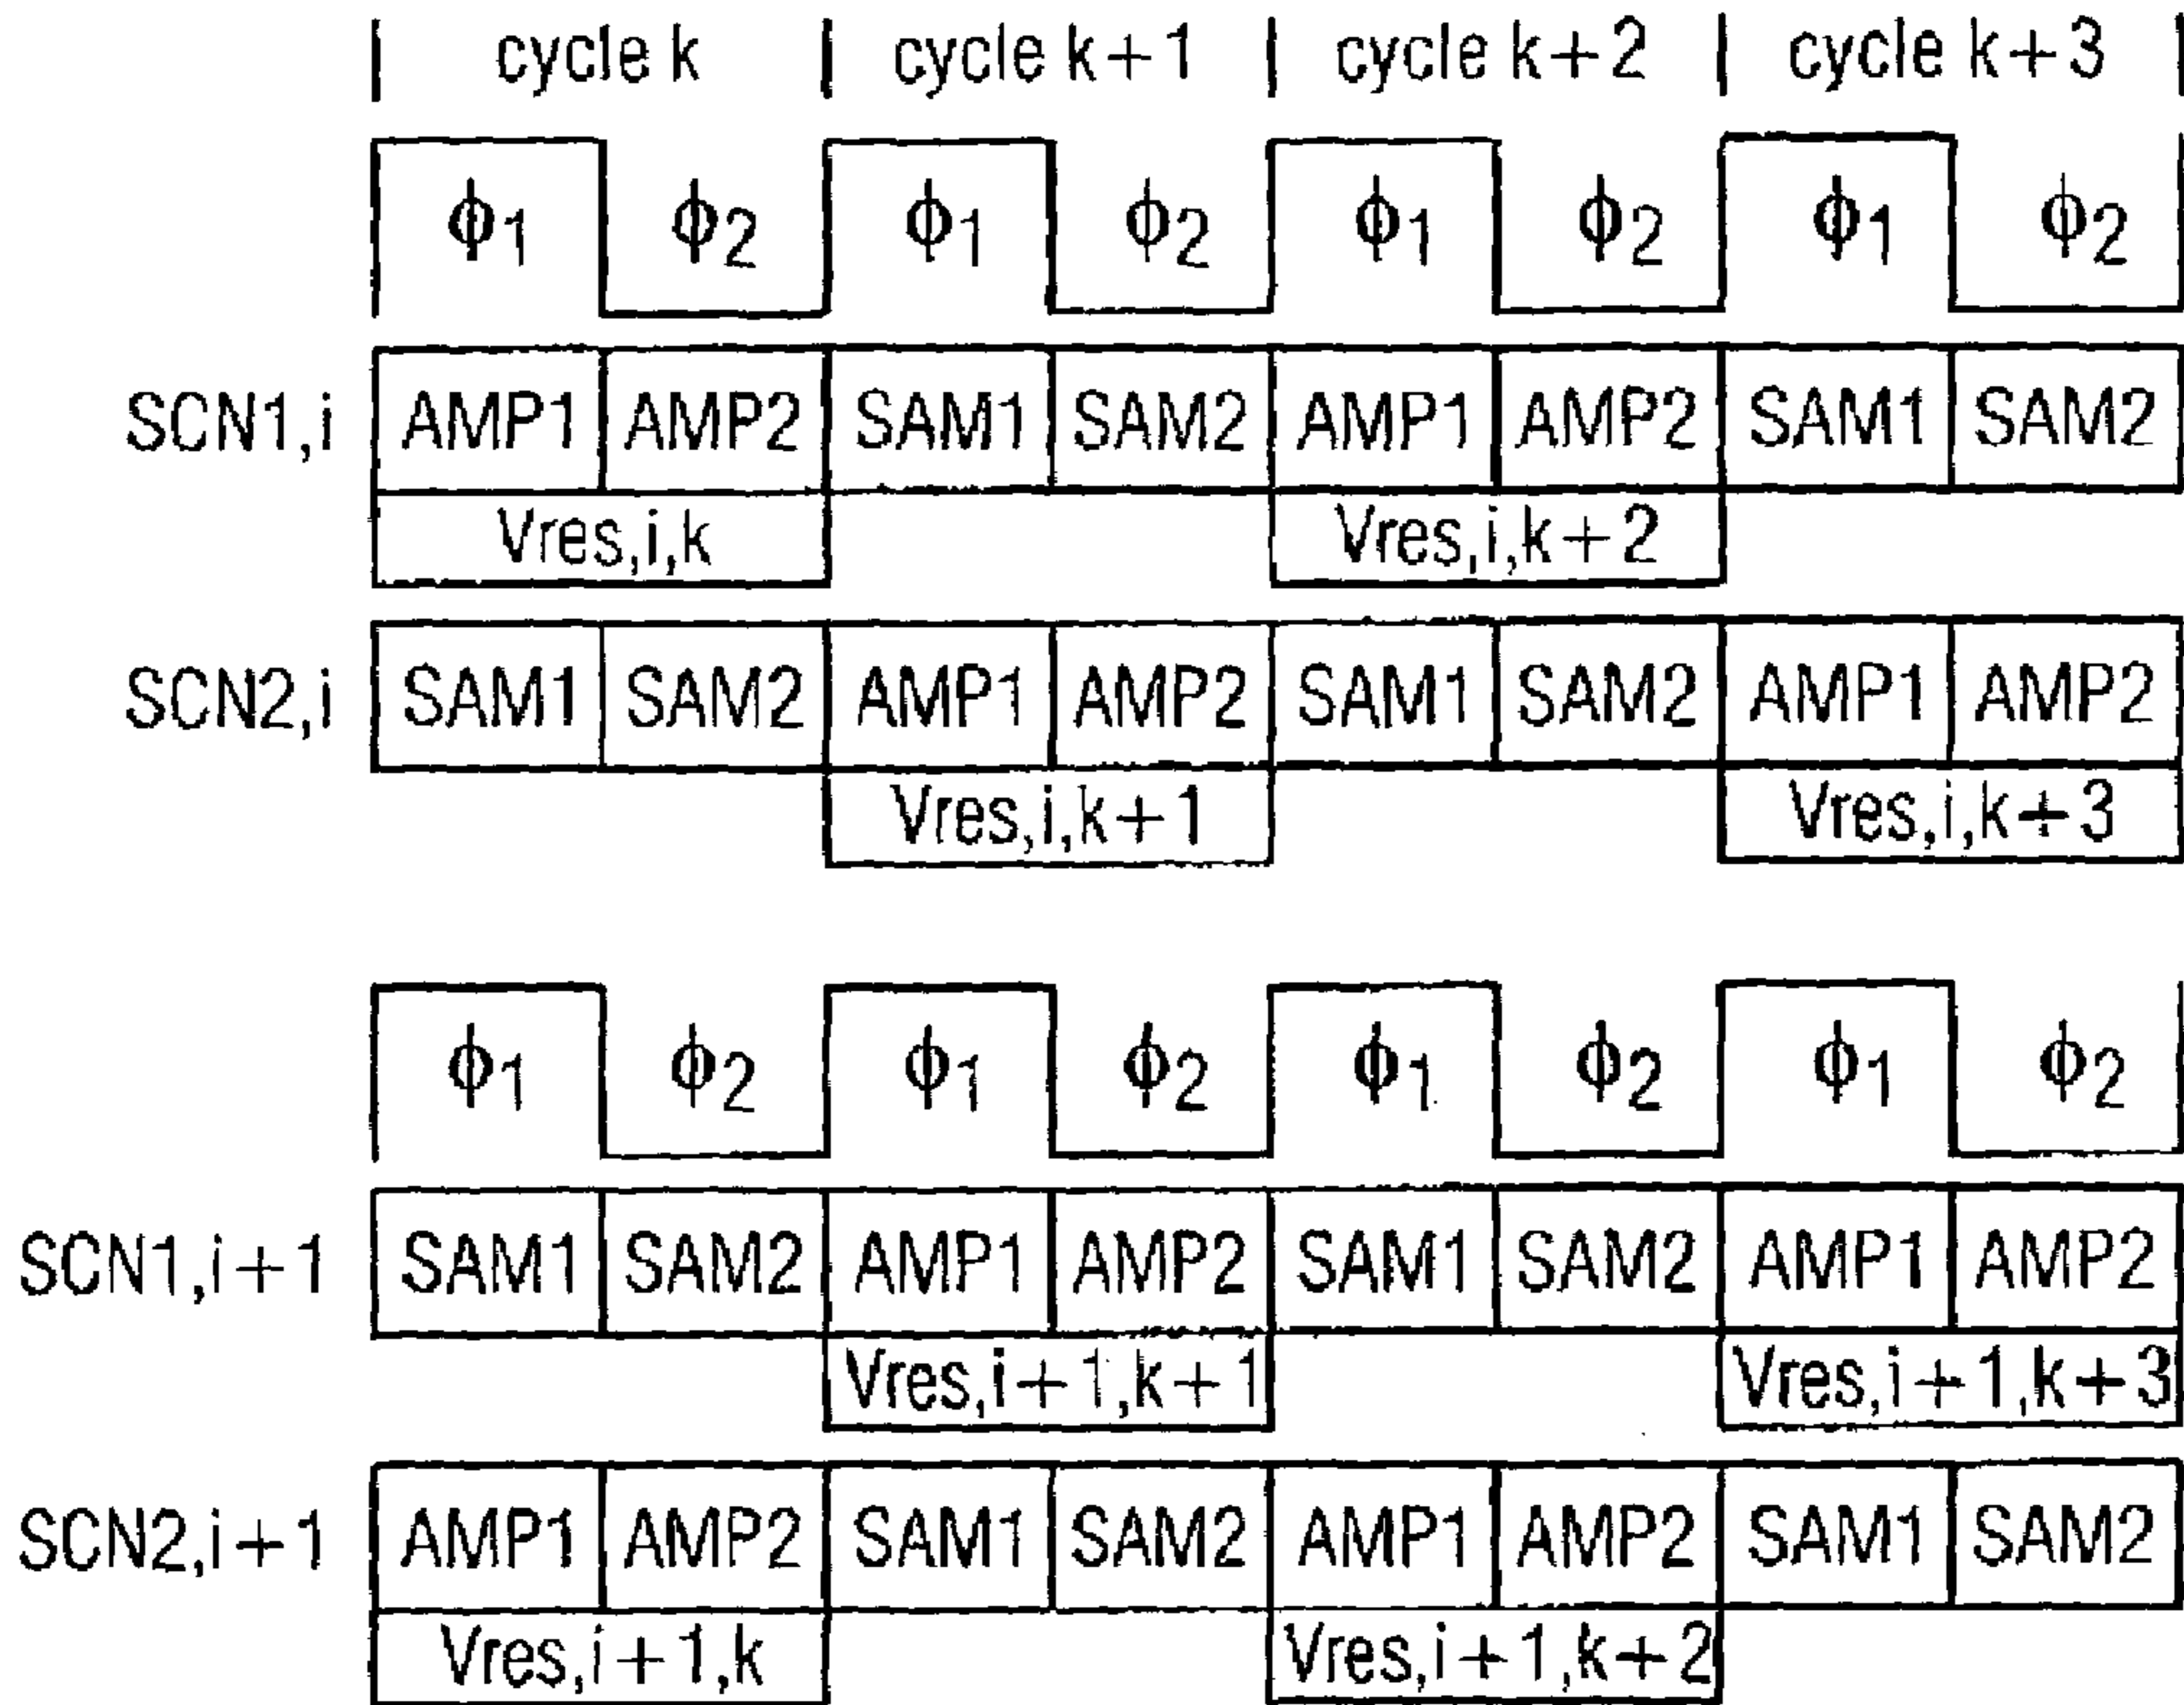 | cycle k | cycle k+1 | cycle k+2 | cycle k+3 |
ϕ1 ϕ2 ϕ1 ϕ2 ϕ1 ϕ2 ϕ1 ϕ2
SCN1,i AMP1 AMP2 SAM1 SAM2 AMP1 AMP2 SAM1 SAM2
Vres,i,k Vres,i,k+2
SCN2,i SAM1 SAM2 AMP1 AMP2 SAM1 SAM2 AMP1 AMP2
Vres,i,k+1 Vres,i,k+3
ϕ1 ϕ2 ϕ1 ϕ2 ϕ1 ϕ2 ϕ1 ϕ2
SCN1,i+1 SAM1 SAM2 AMP1 AMP2 SAM1 SAM2 AMP1 AMP2
Vres,i+1,k+1 Vres,i+1,k+3
SCN2,i+1 AMP1 AMP2 SAM1 SAM2 AMP1 AMP2 SAM1 SAM2
Vres,i+1,k Vres,i+1,k+2